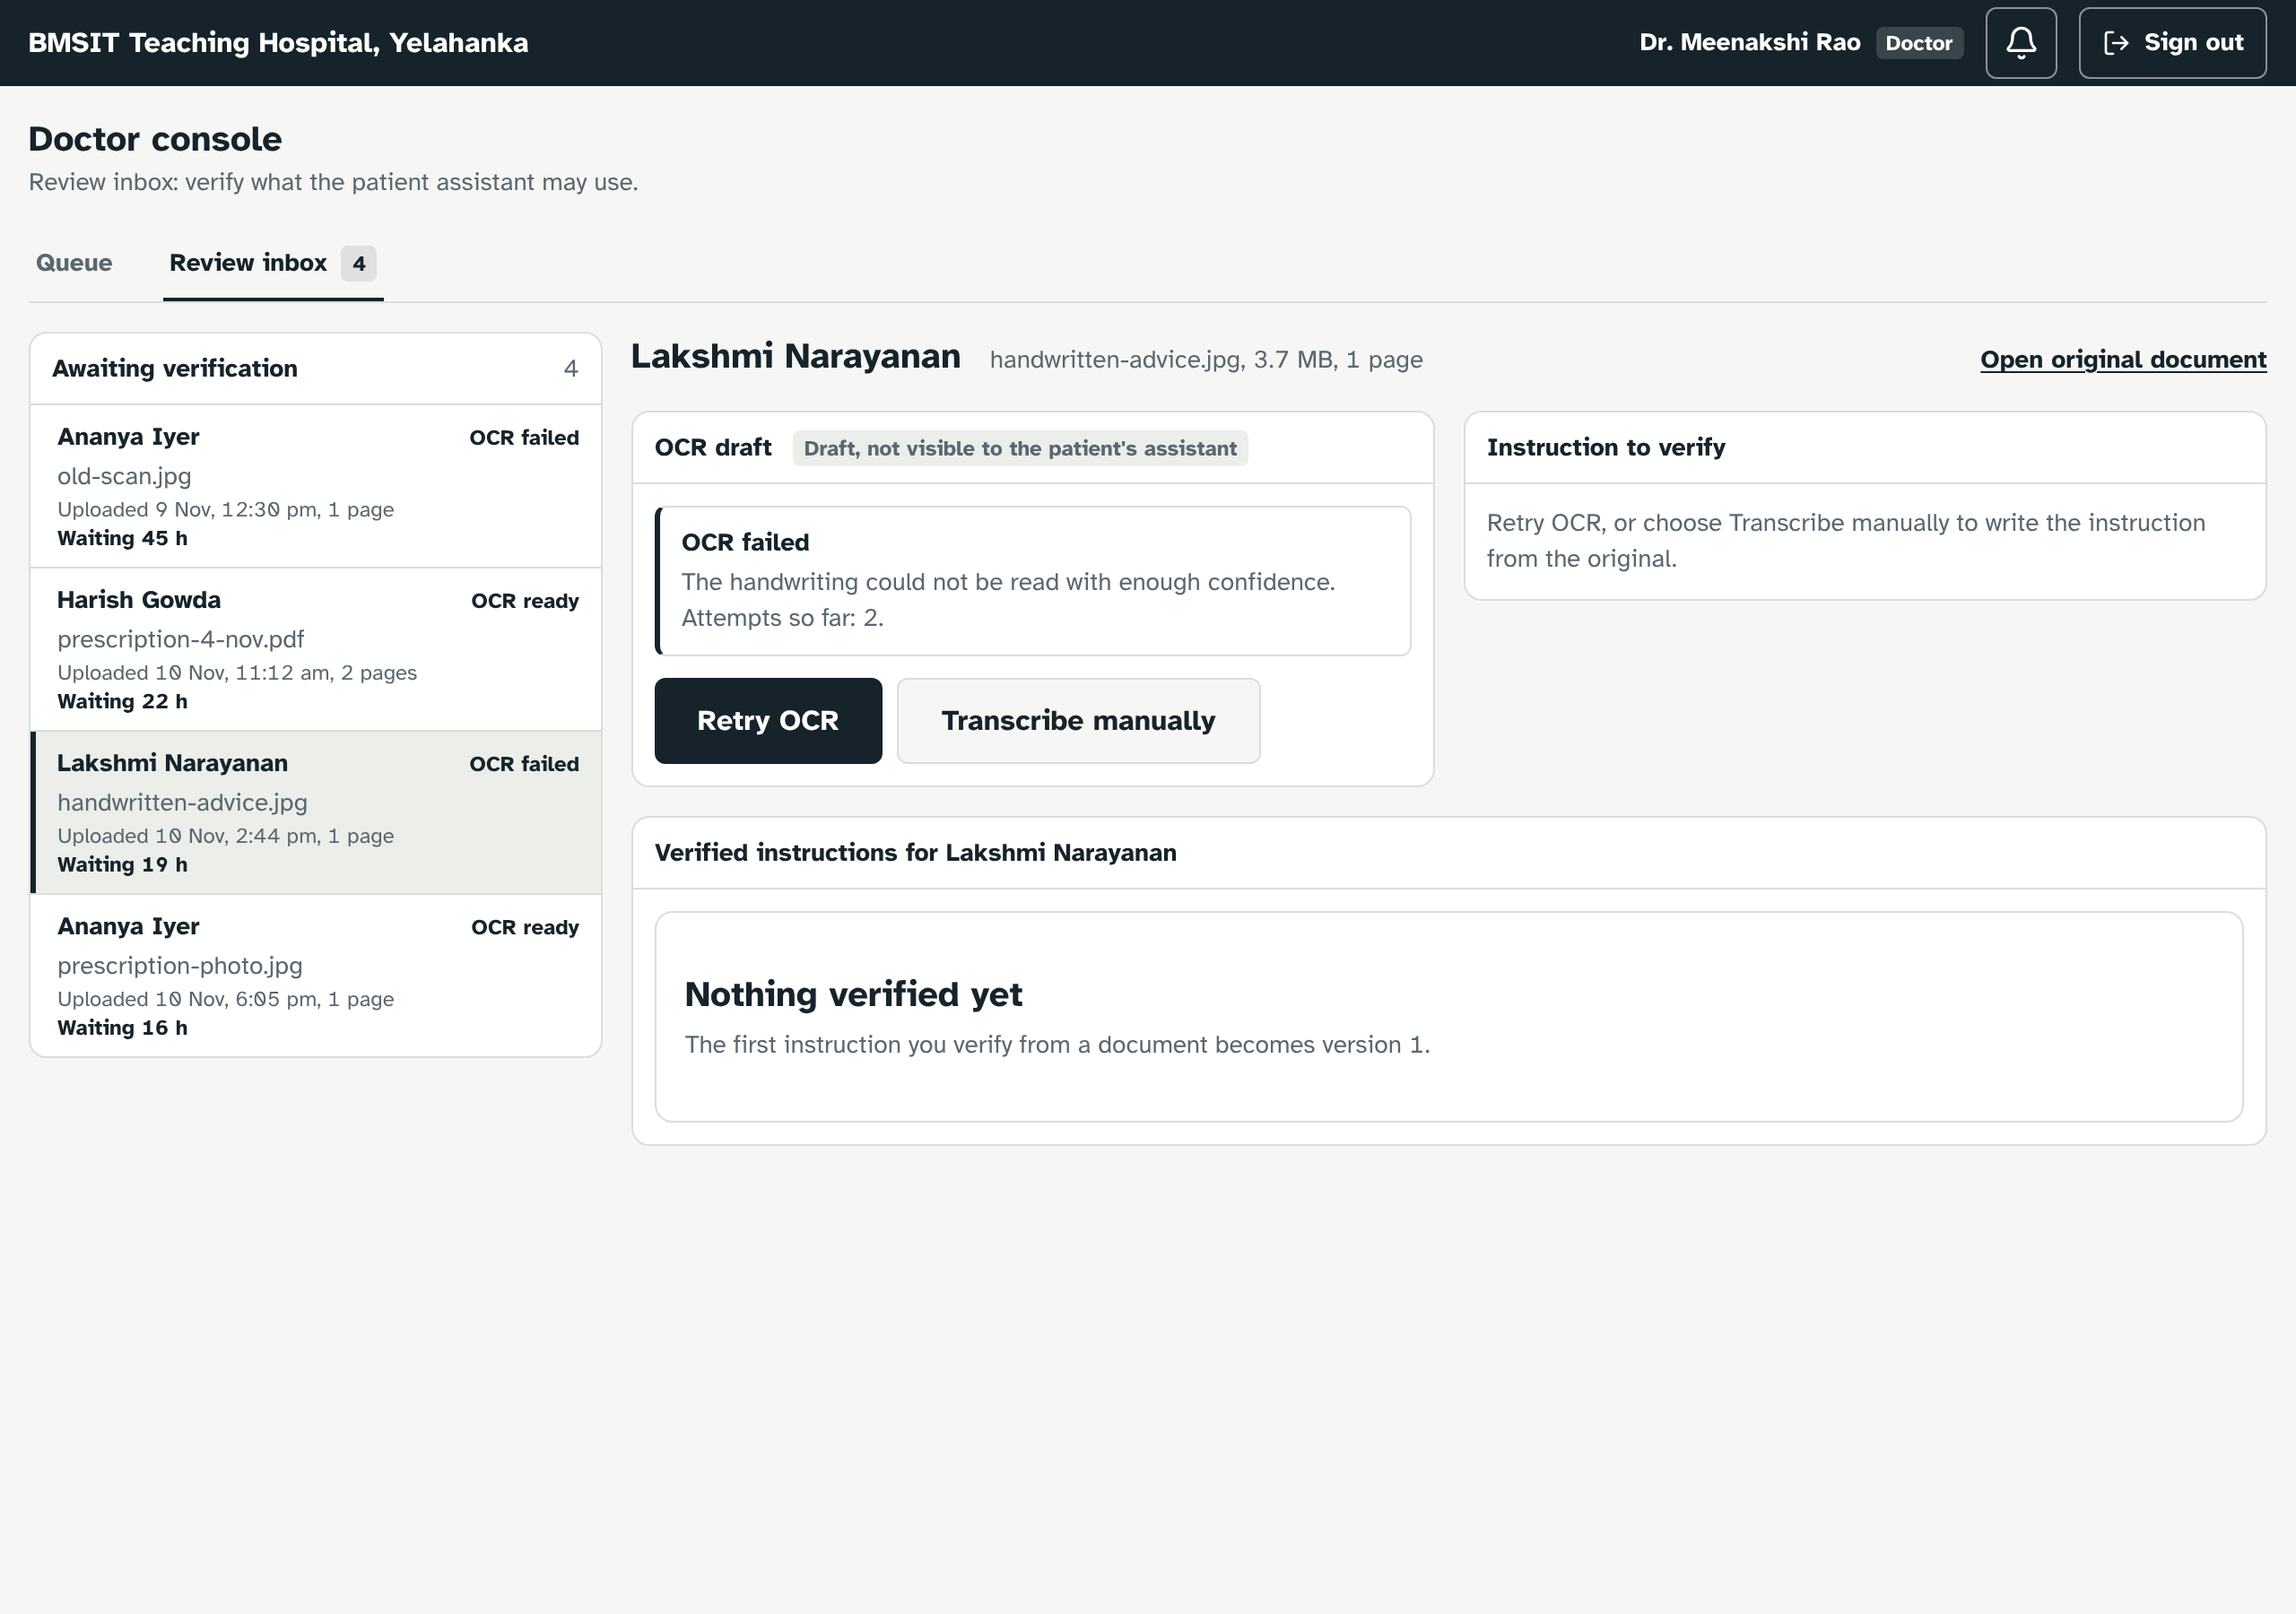 BMSIT Teaching Hospital, Yelahanka
Dr. Meenakshi Rao Doctor
Sign out
Doctor console
Review inbox: verify what the patient assistant may use.
Queue
Review inbox 4
Awaiting verification 4
Ananya Iyer OCR failed
old-scan.jpg
Uploaded 9 Nov, 12:30 pm, 1 page
Waiting 45 h
Harish Gowda OCR ready
prescription-4-nov.pdf
Uploaded 10 Nov, 11:12 am, 2 pages
Waiting 22 h
Lakshmi Narayanan OCR failed
handwritten-advice.jpg
Uploaded 10 Nov, 2:44 pm, 1 page
Waiting 19 h
Ananya Iyer OCR ready
prescription-photo.jpg
Uploaded 10 Nov, 6:05 pm, 1 page
Waiting 16 h
Lakshmi Narayanan handwritten-advice.jpg, 3.7 MB, 1 page
Open original document
OCR draft Draft, not visible to the patient's assistant
OCR failed
The handwriting could not be read with enough confidence.
Attempts so far: 2.
Retry OCR
Transcribe manually
Instruction to verify
Retry OCR, or choose Transcribe manually to write the instruction
from the original.
Verified instructions for Lakshmi Narayanan
Nothing verified yet
The first instruction you verify from a document becomes version 1.